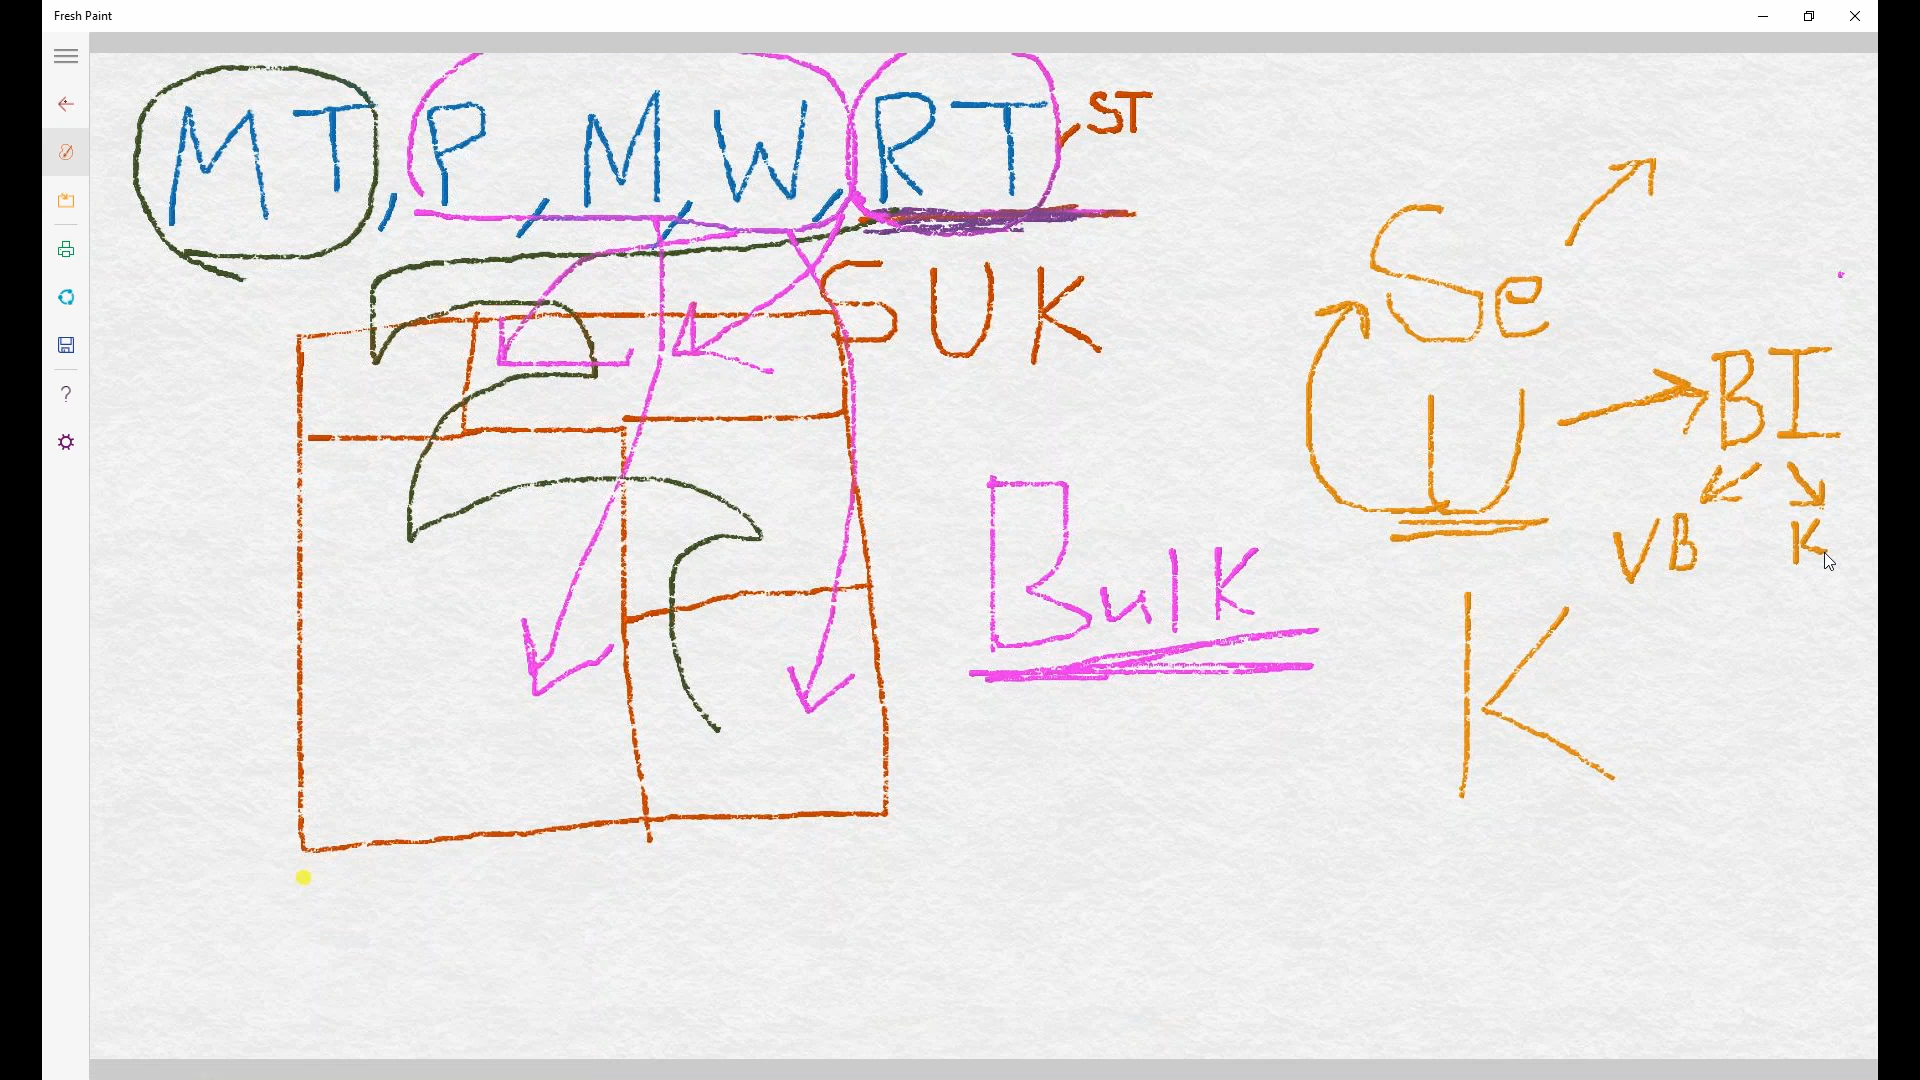 Fresh Paint
MT, P, M, W, RT, ST
SUK
Se
U
BI
VB K
Bulk
K
?